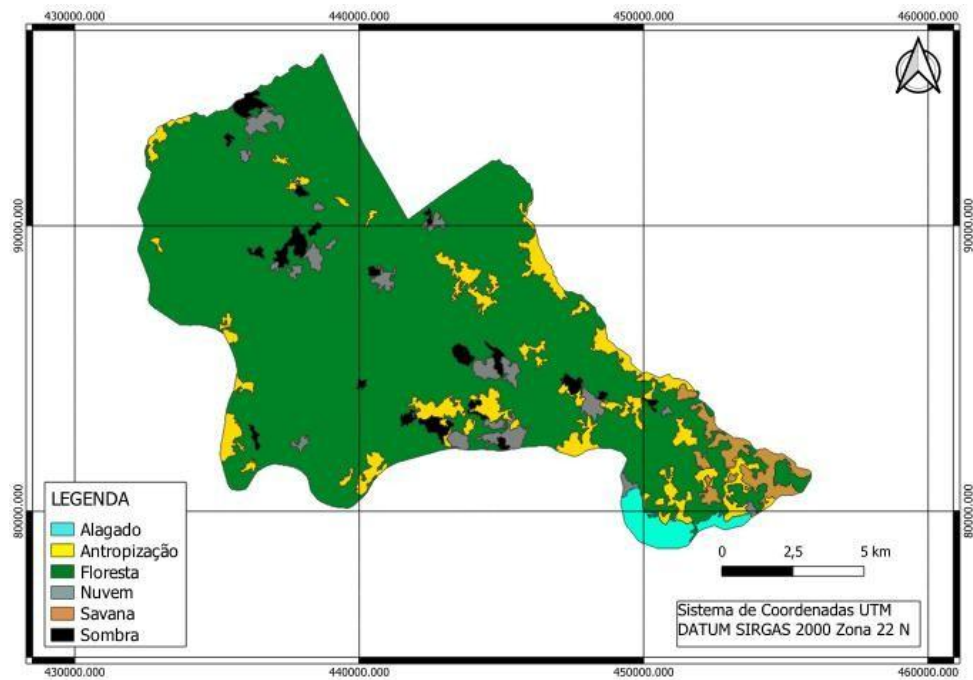 430000.000 440000.000 450000.000 460000.000
90000.000 90000.000
80000.000 80000.000
LEGENDA
Alagado
Antropização
Floresta
Nuvem
Savana
Sombra
0 2,5 5 km
Sistema de Coordenadas UTM
DATUM SIRGAS 2000 Zona 22 N
430000.000 440000.000 450000.000 460000.000